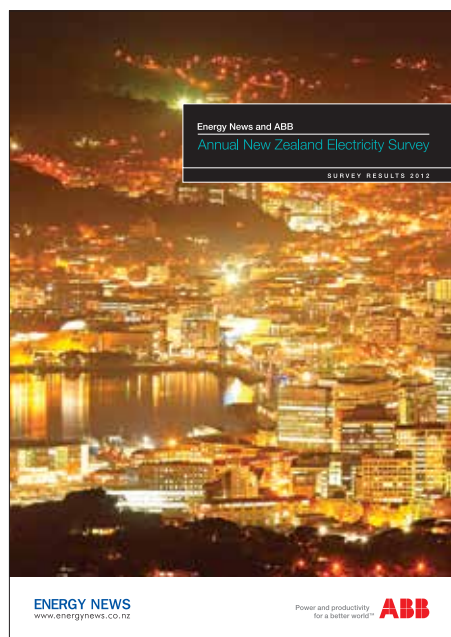 Energy News and ABB
Annual New Zealand Electricity Survey
SURVEY RESULTS 2012
ENERGY NEWS
www.energynews.co.nz
Power and productivity
for a better world™
ABB